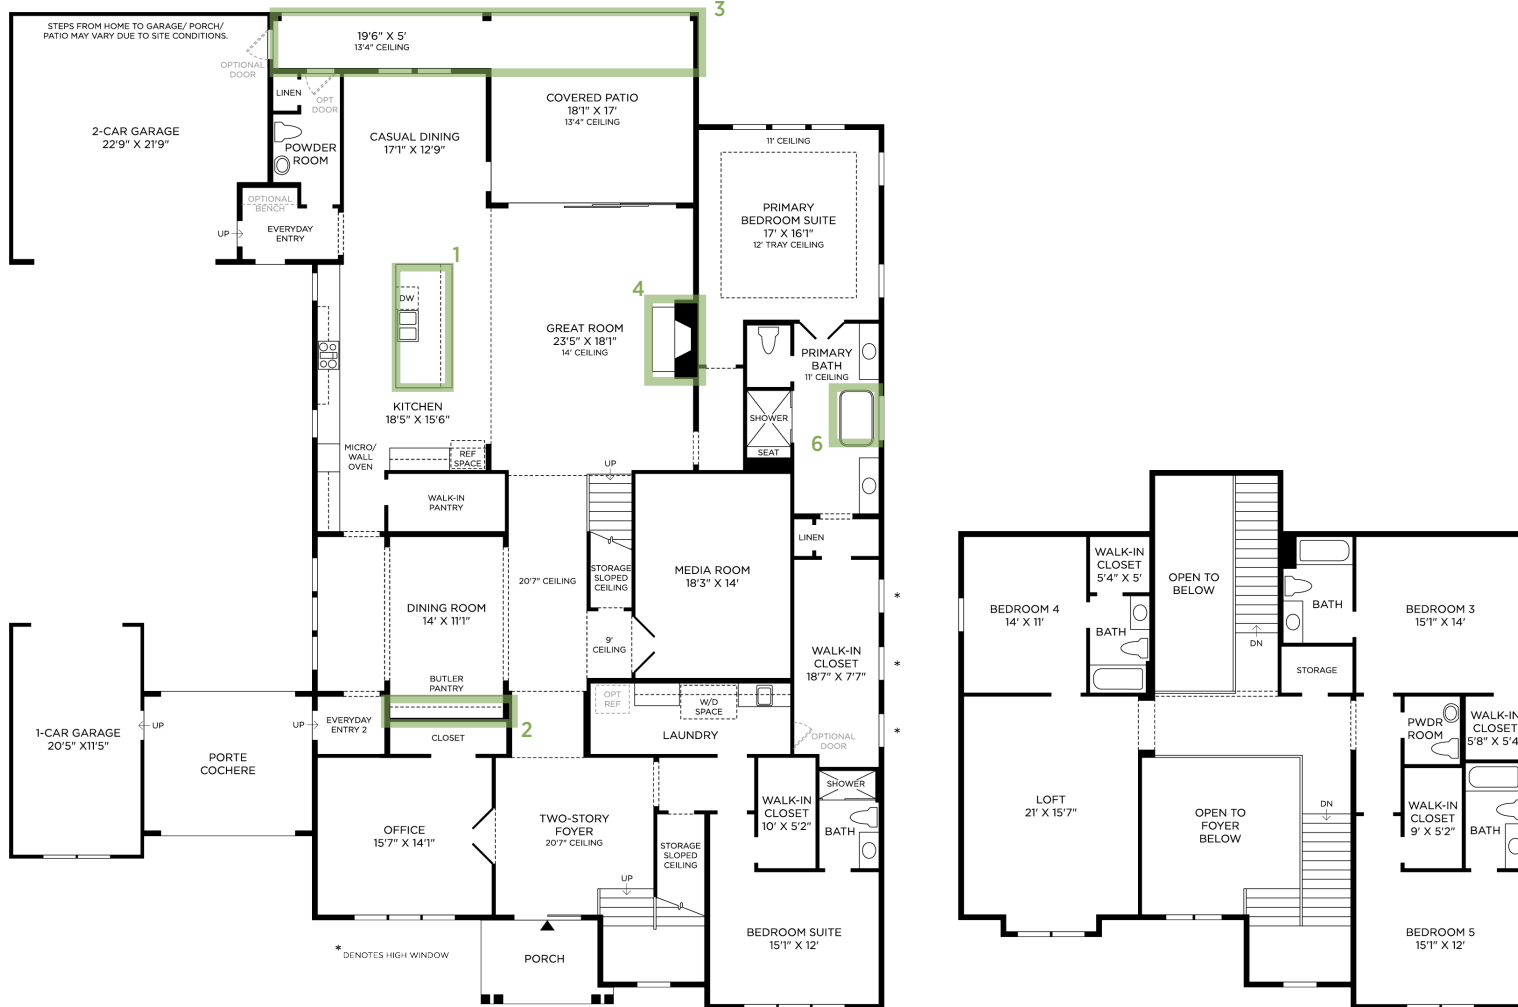 3
STEPS FROM HOME TO GARAGE/ PORCH/
PATIO MAY VARY DUE TO SITE CONDITIONS.
19'6" X 5'
13'4" CEILING
OPTIONAL
DOOR
LINEN
OPT
DOOR
COVERED PATIO
18'1" X 17'
13'4" CEILING
2-CAR GARAGE
22'9" X 21'9"
CASUAL DINING
17'1" X 12'9"
POWDER
ROOM
11' CEILING
OPTIONAL
BENCH
EVERYDAY
ENTRY
UP
PRIMARY
BEDROOM SUITE
17' X 16'1"
12' TRAY CEILING
1
4
DW
GREAT ROOM
23'5" X 18'1"
14' CEILING
PRIMARY
BATH
11' CEILING
KITCHEN
18'5" X 15'6"
SHOWER
6
SEAT
MICRO/
WALL
OVEN
REF
SPACE
UP
WALK-IN
PANTRY
LINEN
STORAGE
SLOPED
CEILING
20'7" CEILING
MEDIA ROOM
18'3" X 14'
DINING ROOM
14' X 11'1"
9'
CEILING
WALK-IN
CLOSET
18'7" X 7'7"
*
*
*
BUTLER
PANTRY
OPT
REF
W/D
SPACE
2
EVERYDAY
ENTRY 2
UP
UP
CLOSET
LAUNDRY
OPTIONAL
DOOR
1-CAR GARAGE
20'5" X11'5"
PORTE
COCHERE
SHOWER
WALK-IN
CLOSET
10' X 5'2"
BATH
OFFICE
15'7" X 14'1"
TWO-STORY
FOYER
20'7" CEILING
STORAGE
SLOPED
CEILING
UP
BEDROOM SUITE
15'1" X 12'
* DENOTES HIGH WINDOW
PORCH
WALK-IN
CLOSET
5'4" X 5'
OPEN TO
BELOW
BEDROOM 4
14' X 11'
BATH
BATH
BEDROOM 3
15'1" X 14'
DN
STORAGE
PWDR
ROOM
WALK-IN
CLOSET
5'8" X 5'4
LOFT
21' X 15'7"
OPEN TO
FOYER
BELOW
DN
WALK-IN
CLOSET
9' X 5'2"
BATH
BEDROOM 5
15'1" X 12'